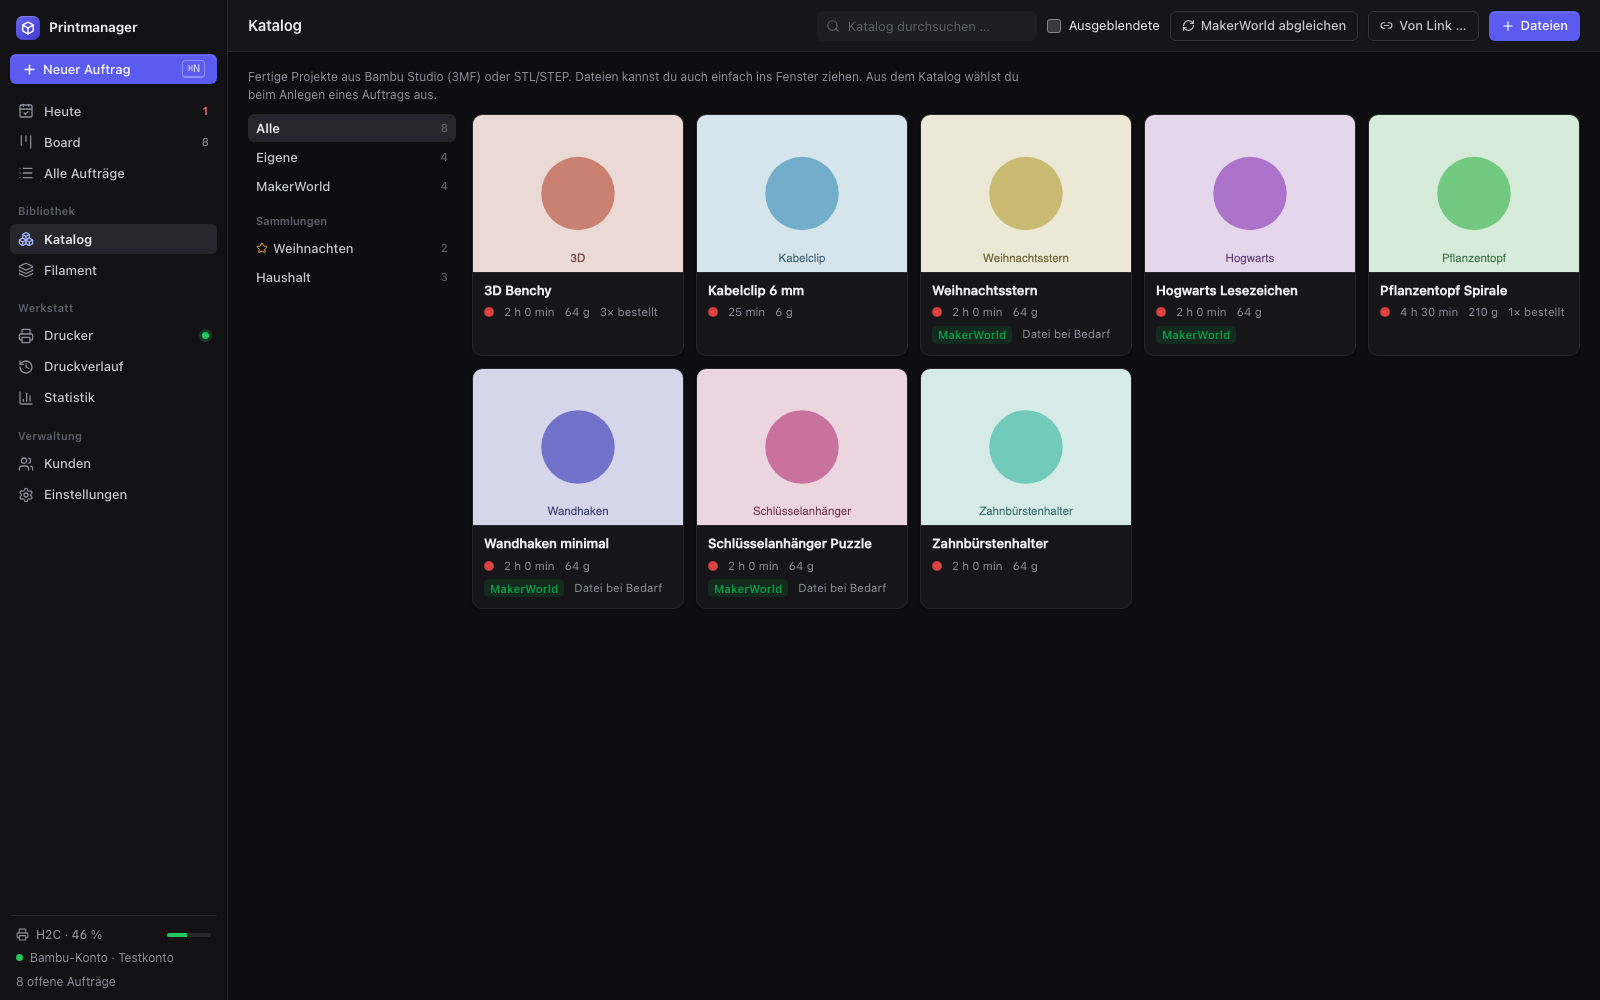 Printmanager
Neuer Auftrag ⌘N
Heute 1
Board 8
Alle Aufträge
Bibliothek
Katalog
Filament
Werkstatt
Drucker
Druckverlauf
Statistik
Verwaltung
Kunden
Einstellungen
H2C · 46 %
Bambu-Konto · Testkonto
8 offene Aufträge
Katalog
Katalog durchsuchen ...
Ausgeblendete
MakerWorld abgleichen
Von Link ...
Dateien
Fertige Projekte aus Bambu Studio (3MF) oder STL/STEP. Dateien kannst du auch einfach ins Fenster ziehen. Aus dem Katalog wählst du
beim Anlegen eines Auftrags aus.
Alle 8
Eigene 4
MakerWorld 4
Sammlungen
Weihnachten 2
Haushalt 3
3D
3D Benchy
2 h 0 min 64 g 3× bestellt
Kabelclip
Kabelclip 6 mm
25 min 6 g
Weihnachtsstern
Weihnachtsstern
2 h 0 min 64 g
MakerWorld Datei bei Bedarf
Hogwarts
Hogwarts Lesezeichen
2 h 0 min 64 g
MakerWorld
Pflanzentopf
Pflanzentopf Spirale
4 h 30 min 210 g 1× bestellt
Wandhaken
Wandhaken minimal
2 h 0 min 64 g
MakerWorld Datei bei Bedarf
Schlüsselanhänger
Schlüsselanhänger Puzzle
2 h 0 min 64 g
MakerWorld Datei bei Bedarf
Zahnbürstenhalter
Zahnbürstenhalter
2 h 0 min 64 g